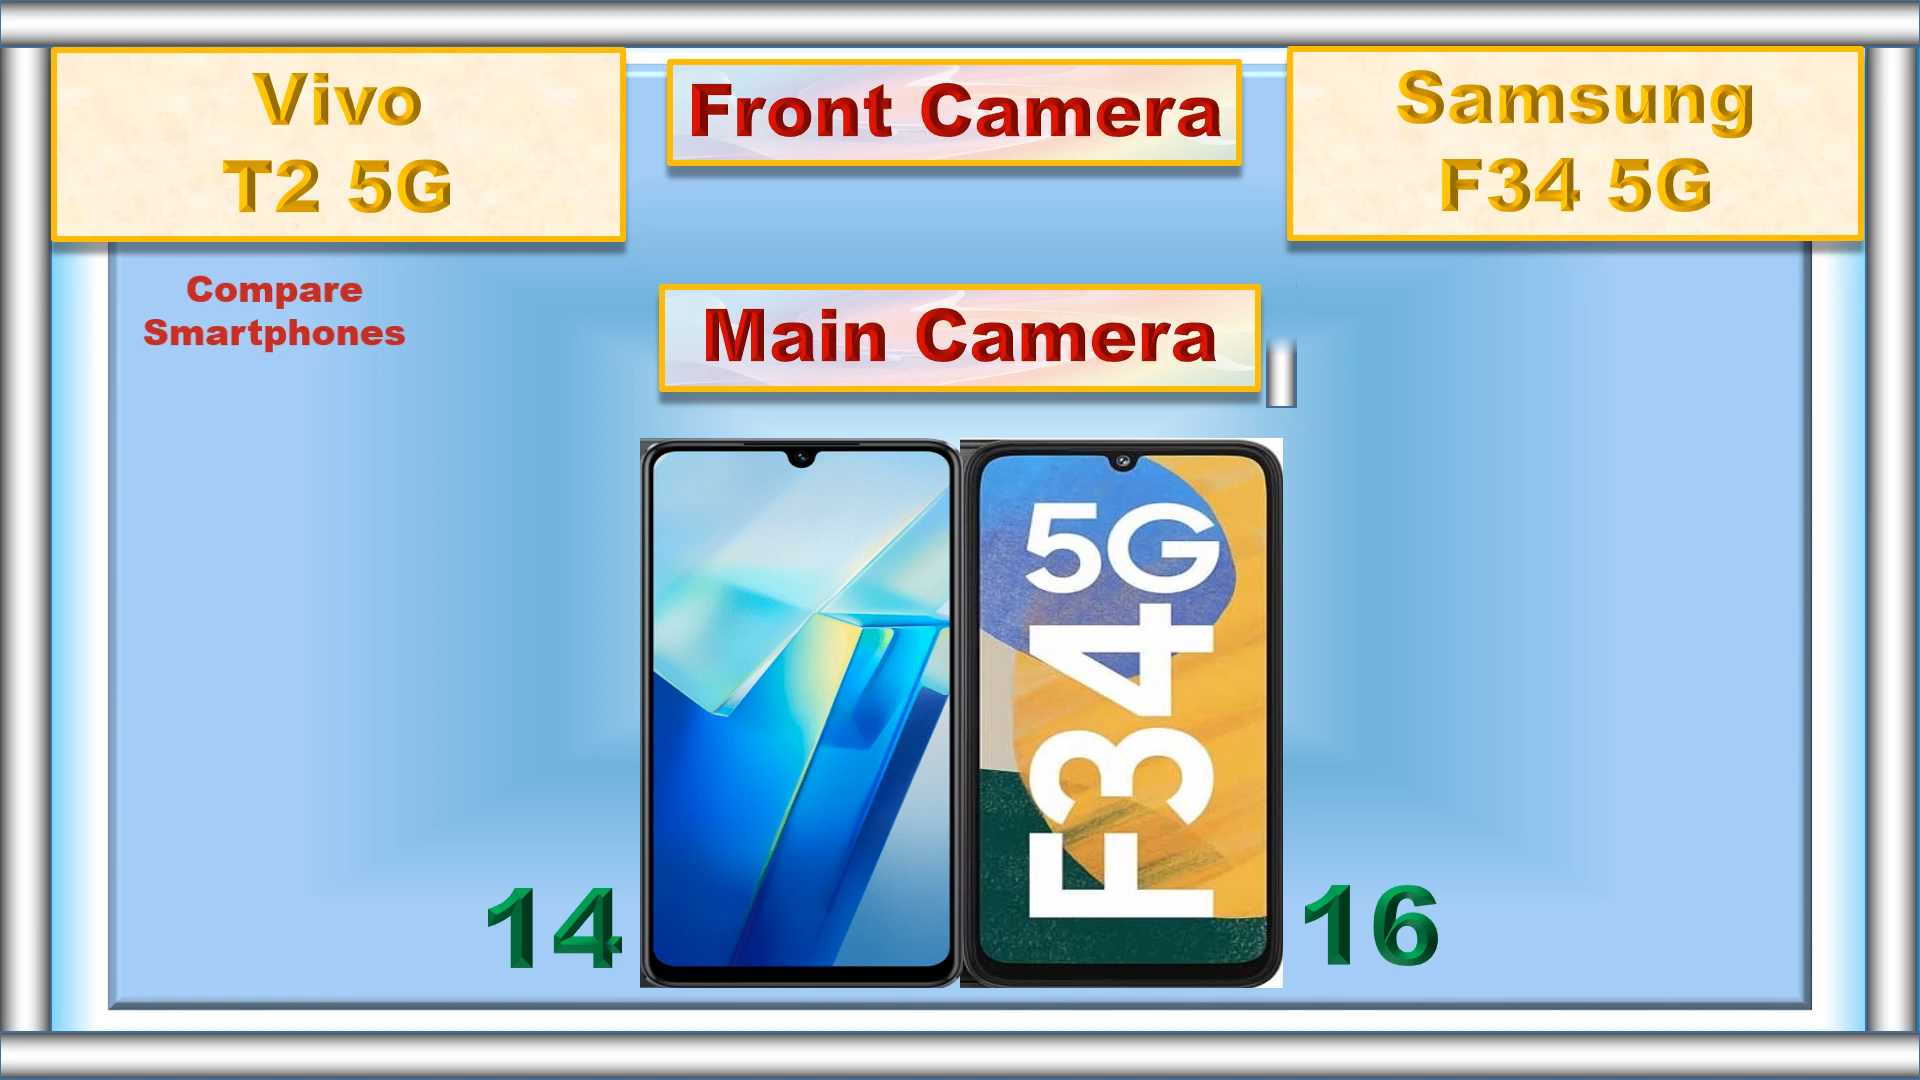 Vivo
T2 5G
Front Camera
Samsung
F34 5G
Compare
Smartphones
Main Camera
F34 5G
14
16